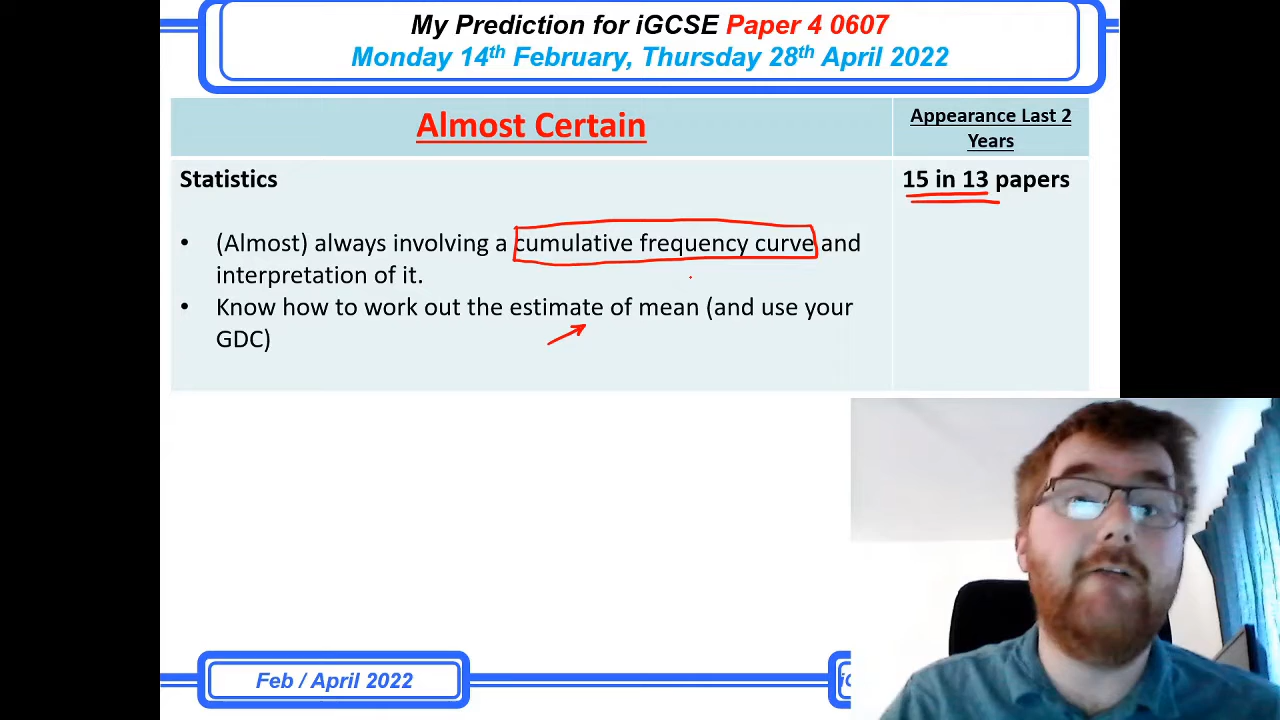 My Prediction for iGCSE Paper 4 0607
Monday 14th February, Thursday 28th April 2022
Almost Certain
Appearance Last 2
Years
Statistics
15 in 13 papers
• (Almost) always involving a cumulative frequency curve and
interpretation of it.
• Know how to work out the estimate of mean (and use your
GDC)
Feb / April 2022